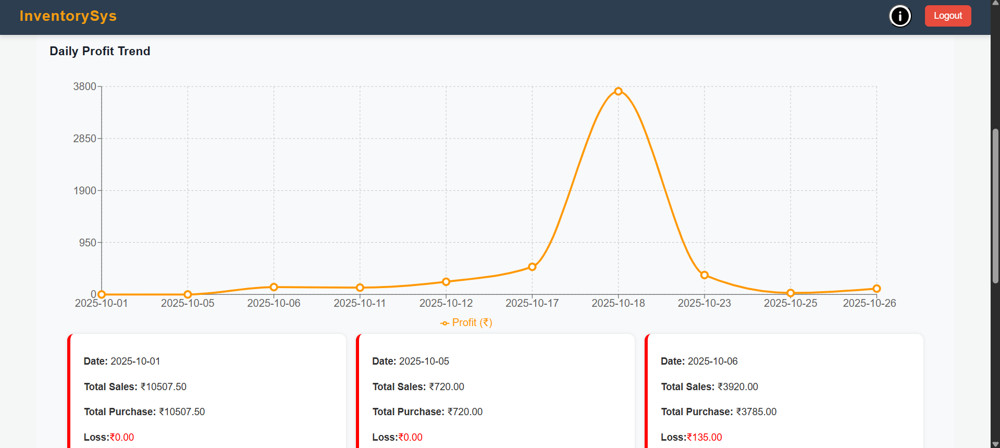 InventorySys
Logout
Daily Profit Trend
3800
2850
1900
950
0
2025-10-01 2025-10-05 2025-10-06 2025-10-11 2025-10-12 2025-10-17 2025-10-18 2025-10-23 2025-10-25 2025-10-26
Profit (₹)
Date: 2025-10-01
Total Sales: ₹10507.50
Total Purchase: ₹10507.50
Loss:₹0.00
Date: 2025-10-05
Total Sales: ₹720.00
Total Purchase: ₹720.00
Loss:₹0.00
Date: 2025-10-06
Total Sales: ₹3920.00
Total Purchase: ₹3785.00
Loss:₹135.00